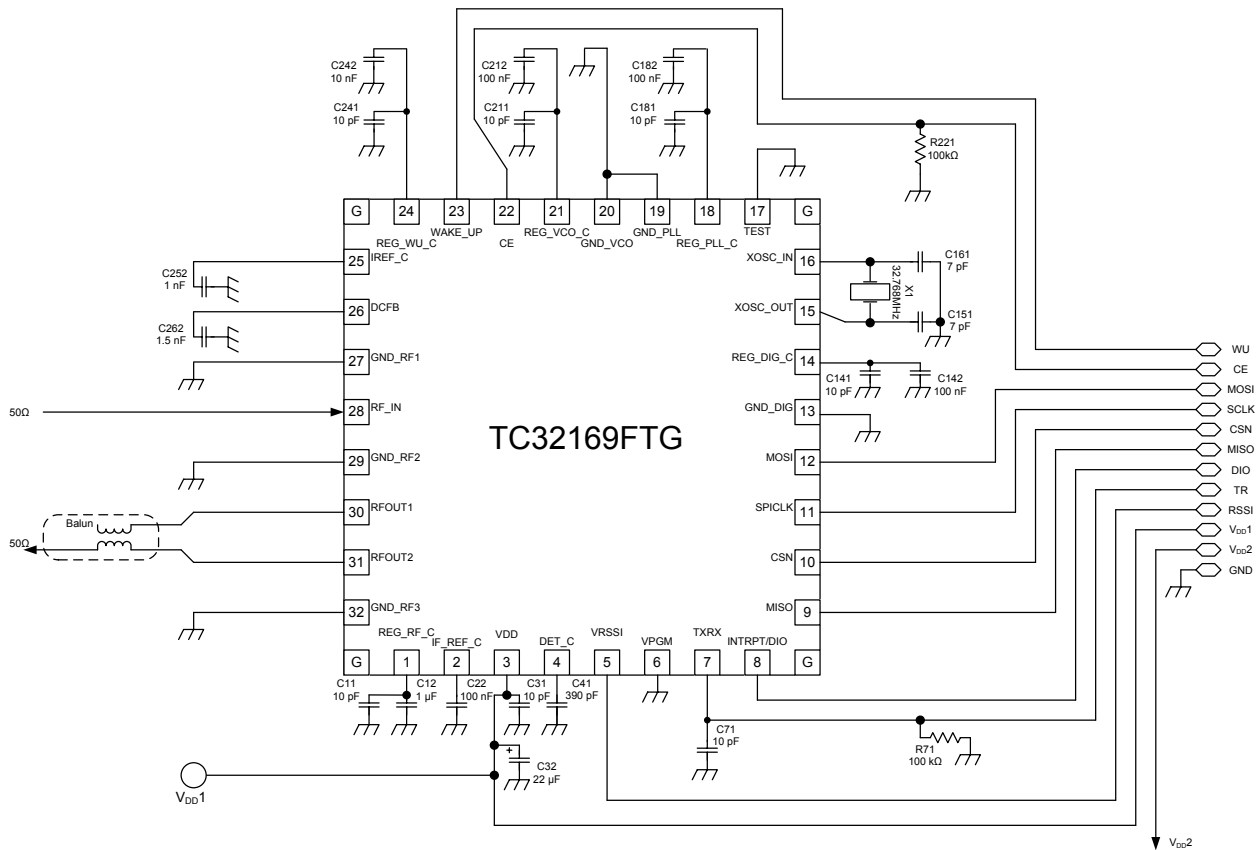 C242
10 nF
C241
10 pF
C212
100 nF
C211
10 pF
C182
100 nF
C181
10 pF
R221
100kΩ
G
24
23
22
21
20
19
18
17
G
REG_WU_C
WAKE_UP
CE
REG_VCO_C
GND_VCO
GND_PLL
REG_PLL_C
TEST
C252
1 nF
25
IREF_C
C262
1.5 nF
26
DCFB
27
GND_RF1
50Ω
28
RF_IN
29
GND_RF2
Balun
30
RFOUT1
50Ω
31
RFOUT2
32
GND_RF3
TC32169FTG
XOSC_IN
16
C161
7 pF
X1
32.768MHz
XOSC_OUT
15
C151
7 pF
REG_DIG_C
14
C141
10 pF
C142
100 nF
GND_DIG
13
MOSI
12
SPICLK
11
CSN
10
MISO
9
WU
CE
MOSI
SCLK
CSN
MISO
DIO
TR
RSSI
VDD1
VDD2
GND
REG_RF_C
IF_REF_C
VDD
DET_C
VRSSI
VPGM
TXRX
INTRPT/DIO
G
1
2
3
4
5
6
7
8
G
C11
10 pF
C12
1 µF
C22
100 nF
C31
10 pF
C41
390 pF
+
C32
22 µF
C71
10 pF
R71
100 kΩ
VDD1
VDD2